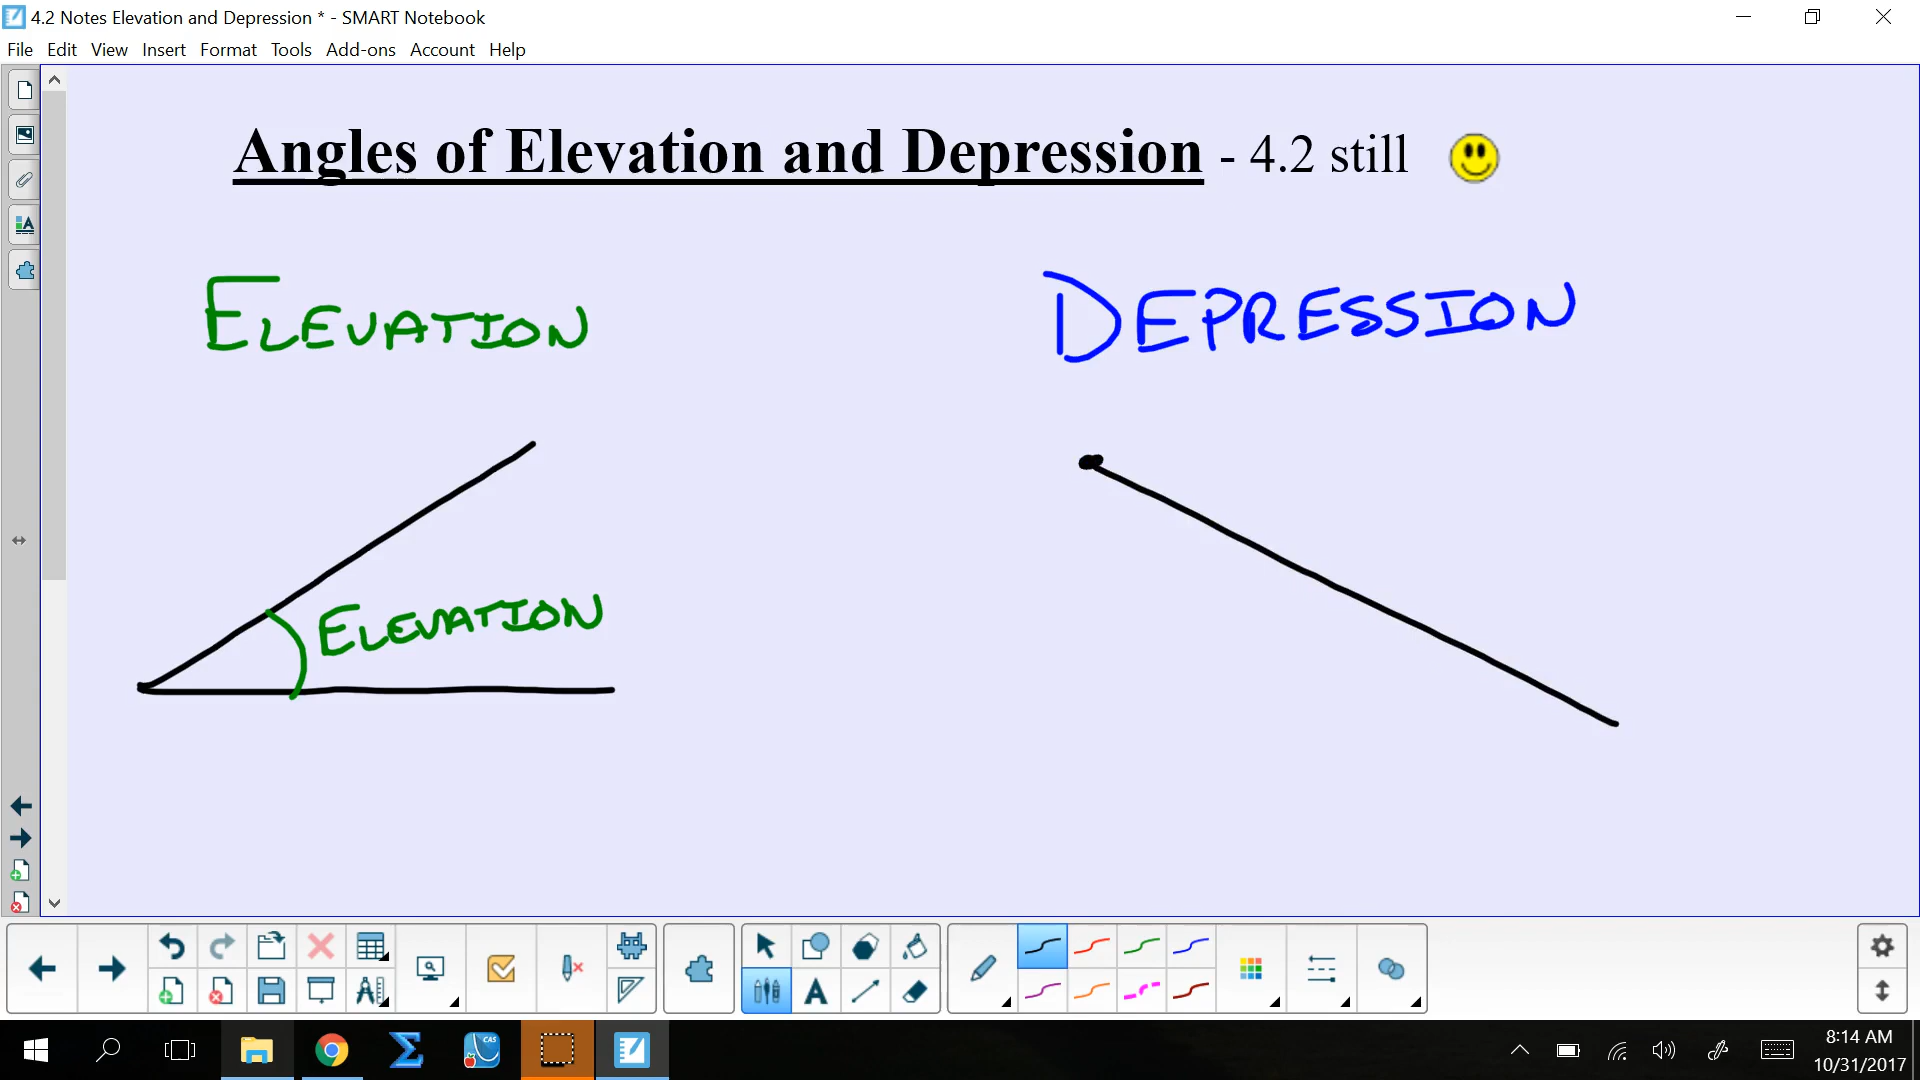 4.2 Notes Elevation and Depression * - SMART Notebook
File Edit View Insert Format Tools Add-ons Account Help
Angles of Elevation and Depression - 4.2 still
ELEVATION
DEPRESSION
ELEVATION
A
CAS
8:14 AM
10/31/2017